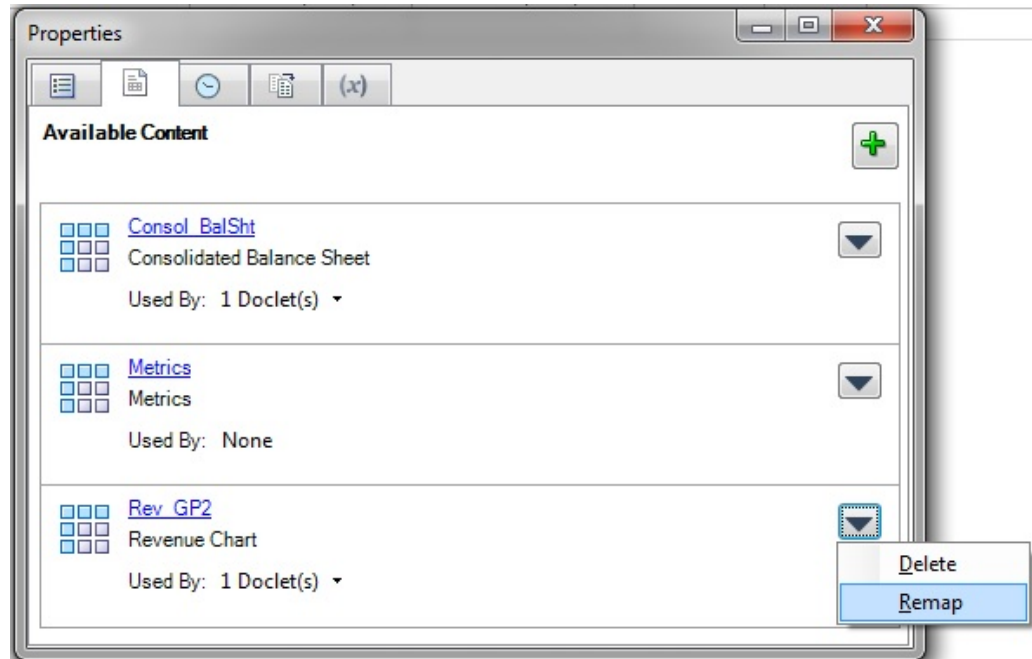 Properties
(x)
Available Content
Consol_BalSht
Consolidated Balance Sheet
Used By: 1 Doclet(s)
Metrics
Metrics
Used By: None
Rev_GP2
Revenue Chart
Used By: 1 Doclet(s)
Delete
Remap